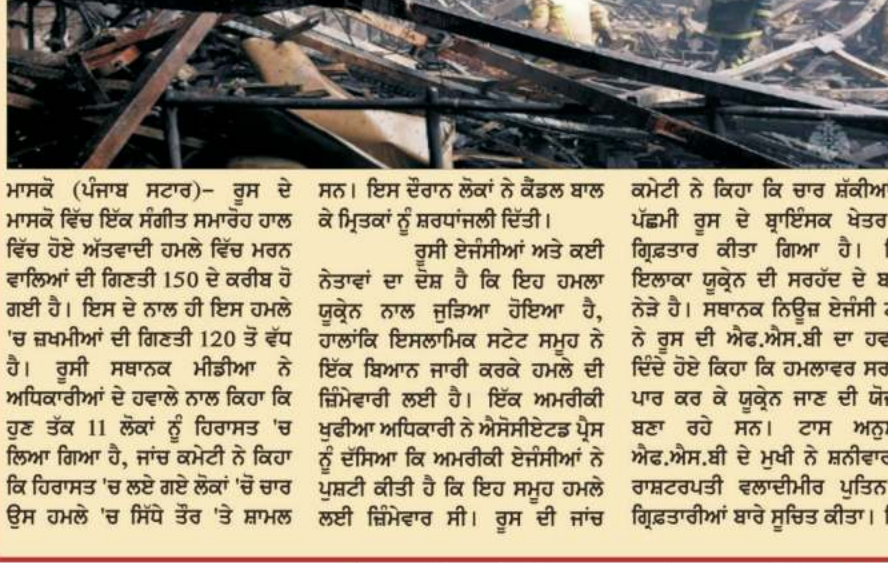 ਮਾਸਕੋ (ਪੰਜਾਬ ਸਟਾਰ)- ਰੂਸ ਦੇ
ਮਾਸਕੋ ਵਿੱਚ ਇੱਕ ਸੰਗੀਤ ਸਮਾਰੋਹ ਹਾਲ
ਵਿੱਚ ਹੋਏ ਅੱਤਵਾਦੀ ਹਮਲੇ ਵਿੱਚ ਮਰਨ
ਵਾਲਿਆਂ ਦੀ ਗਿਣਤੀ 150 ਦੇ ਕਰੀਬ ਹੋ
ਗਈ ਹੈ। ਇਸ ਦੇ ਨਾਲ ਹੀ ਇਸ ਹਮਲੇ
'ਚ ਜ਼ਖਮੀਆਂ ਦੀ ਗਿਣਤੀ 120 ਤੋਂ ਵੱਧ
ਹੈ। ਰੂਸੀ ਸਥਾਨਕ ਮੀਡੀਆ ਨੇ
ਅਧਿਕਾਰੀਆਂ ਦੇ ਹਵਾਲੇ ਨਾਲ ਕਿਹਾ ਕਿ
ਹੁਣ ਤੱਕ 11 ਲੋਕਾਂ ਨੂੰ ਹਿਰਾਸਤ 'ਚ
ਲਿਆ ਗਿਆ ਹੈ, ਜਾਂਚ ਕਮੇਟੀ ਨੇ ਕਿਹਾ
ਕਿ ਹਿਰਾਸਤ 'ਚ ਲਏ ਗਏ ਲੋਕਾਂ 'ਚੋਂ ਚਾਰ
ਉਸ ਹਮਲੇ 'ਚ ਸਿੱਧੇ ਤੌਰ 'ਤੇ ਸ਼ਾਮਲ
ਸਨ। ਇਸ ਦੌਰਾਨ ਲੋਕਾਂ ਨੇ ਕੈਂਡਲ ਬਾਲ
ਕੇ ਮ੍ਰਿਤਕਾਂ ਨੂੰ ਸ਼ਰਧਾਂਜਲੀ ਦਿੱਤੀ।
ਰੂਸੀ ਏਜੰਸੀਆਂ ਅਤੇ ਕਈ
ਨੇਤਾਵਾਂ ਦਾ ਦੋਸ਼ ਹੈ ਕਿ ਇਹ ਹਮਲਾ
ਯੂਕ੍ਰੇਨ ਨਾਲ ਜੁੜਿਆ ਹੋਇਆ ਹੈ,
ਹਾਲਾਂਕਿ ਇਸਲਾਮਿਕ ਸਟੇਟ ਸਮੂਹ ਨੇ
ਇੱਕ ਬਿਆਨ ਜਾਰੀ ਕਰਕੇ ਹਮਲੇ ਦੀ
ਜ਼ਿੰਮੇਵਾਰੀ ਲਈ ਹੈ। ਇੱਕ ਅਮਰੀਕੀ
ਖੁਫੀਆ ਅਧਿਕਾਰੀ ਨੇ ਐਸੋਸੀਏਟਡ ਪ੍ਰੈਸ
ਨੂੰ ਦੱਸਿਆ ਕਿ ਅਮਰੀਕੀ ਏਜੰਸੀਆਂ ਨੇ
ਪੁਸ਼ਟੀ ਕੀਤੀ ਹੈ ਕਿ ਇਹ ਸਮੂਹ ਹਮਲੇ
ਲਈ ਜ਼ਿੰਮੇਵਾਰ ਸੀ। ਰੂਸ ਦੀ ਜਾਂਚ
ਕਮੇਟੀ ਨੇ ਕਿਹਾ ਕਿ ਚਾਰ
ਪੱਛਮੀ ਰੂਸ ਦੇ ਬ੍ਰਾਇੰਸਕ ਖੇਤਰ
ਗ੍ਰਿਫ਼ਤਾਰ ਕੀਤਾ ਗਿਆ ਹੈ।
ਇਲਾਕਾ ਯੂਕ੍ਰੇਨ ਦੀ ਸਰਹੱਦ ਦੇ
ਨੇੜੇ ਹੈ। ਸਥਾਨਕ ਨਿਊਜ਼ ਏਜੰਸੀ
ਨੇ ਰੂਸ ਦੀ ਐਫ.ਐਸ.ਬੀ ਦਾ
ਦਿੰਦੇ ਹੋਏ ਕਿਹਾ ਕਿ ਹਮਲਾਵਰ
ਪਾਰ ਕਰ ਕੇ ਯੂਕ੍ਰੇਨ ਜਾਣ ਦੀ
ਬਣਾ ਰਹੇ ਸਨ। ਟਾਸ
ਐਫ.ਐਸ.ਬੀ ਦੇ ਮੁਖੀ ਨੇ ਸ਼ਨੀਵਾਰ
ਰਾਸ਼ਟਰਪਤੀ ਵਲਾਦੀਮੀਰ ਪੁਤਿਨ
ਗ੍ਰਿਫ਼ਤਾਰੀਆਂ ਬਾਰੇ ਸੂਚਿਤ ਕੀਤਾ।